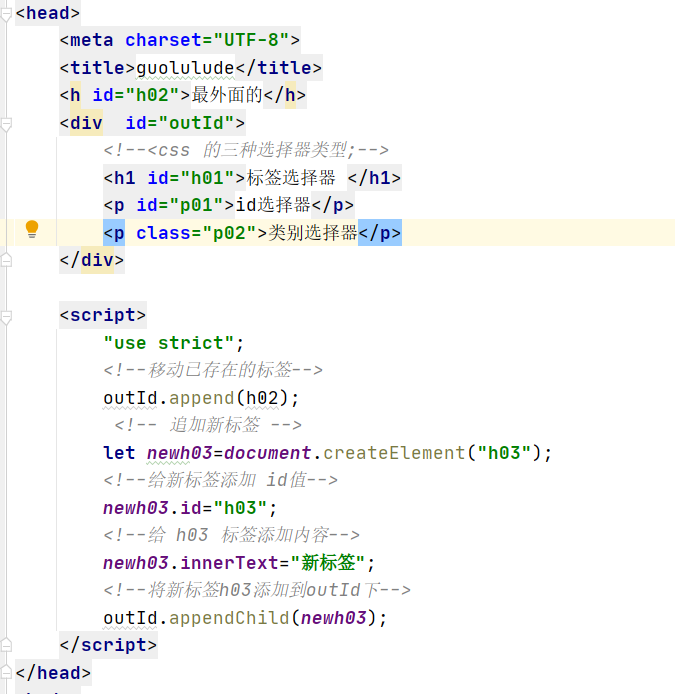 <head>
<meta charset="UTF-8">
<title>guolulude</title>
<h id="h02">最外面的</h>
<div  id="outId">
<!--<css 的三种选择器类型;-->
<h1 id="h01">标签选择器 </h1>
<p id="p01">id选择器</p>
<p class="p02">类别选择器</p>
</div>
<script>
"use strict";
<!--移动已存在的标签-->
outId.append(h02);
<!-- 追加新标签 -->
let newh03=document.createElement("h03");
<!--给新标签添加 id值-->
newh03.id="h03";
<!--给 h03 标签添加内容-->
newh03.innerText="新标签";
<!--将新标签h03添加到outId下-->
outId.appendChild(newh03);
</script>
</head>